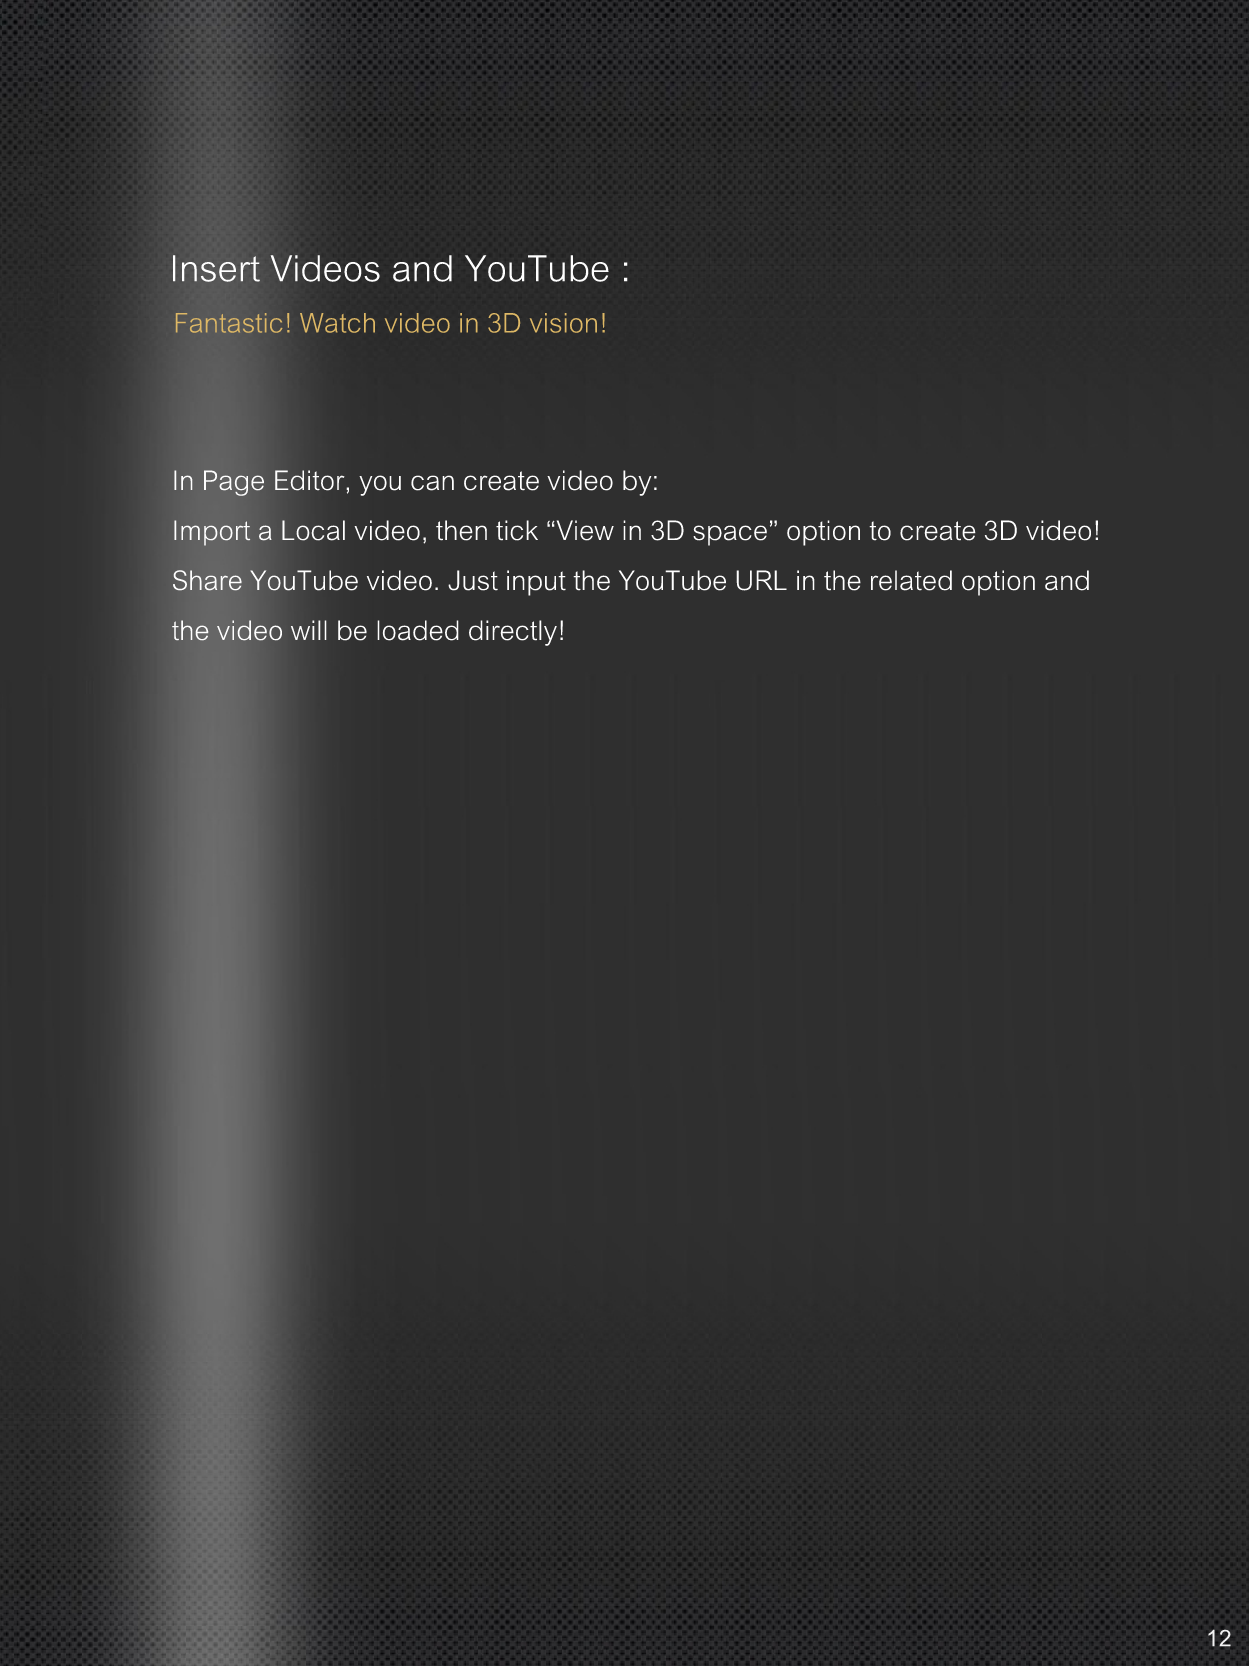 Insert Videos and YouTube :
Fantastic! Watch video in 3D vision!
In Page Editor, you can create video by:
Import a Local video, then tick “View in 3D space” option to create 3D video!
Share YouTube video. Just input the YouTube URL in the related option and
the video will be loaded directly!
12